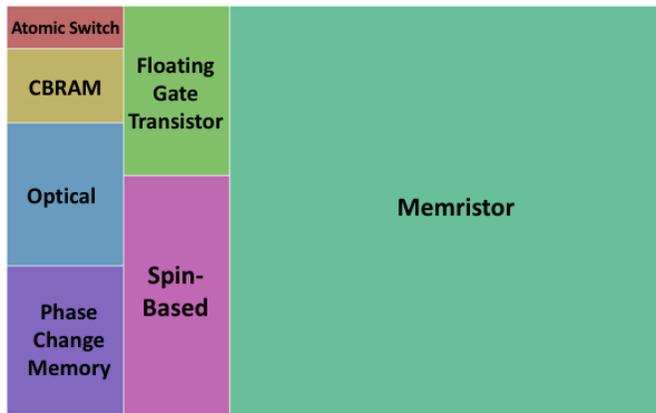 Atomic Switch
CBRAM
Optical
Phase
Change
Memory
Floating
Gate
Transistor
Spin-
Based
Memristor